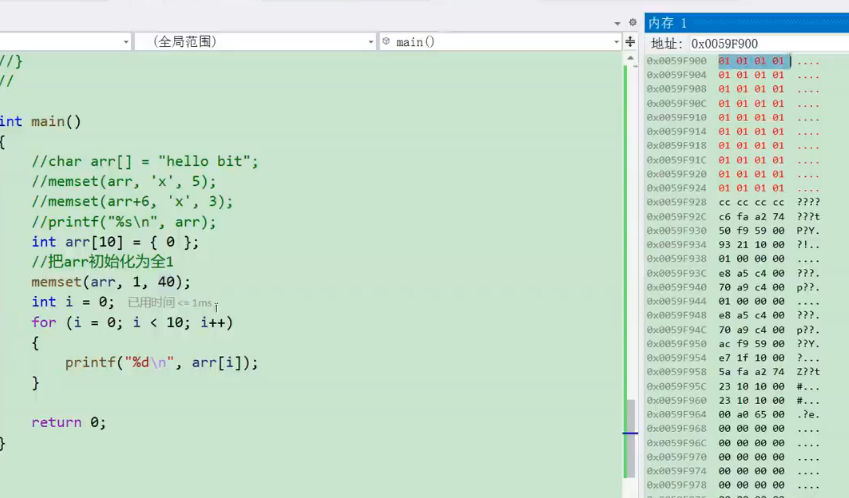 (全局范围)
main()
//}
//
int main()
{
//char arr[] = "hello bit";
//memset(arr, 'x', 5);
//memset(arr+6, 'x', 3);
//printf("%s\n", arr);
int arr[10] = { 0 };
//把arr初始化为全1
memset(arr, 1, 40);
int i = 0; 已用时间 <= 1ms
for (i = 0; i < 10; i++)
{
printf("%d\n", arr[i]);
}
return 0;
}
内存 1
地址: 0x0059F900
0x0059F900 01 01 01 01 ....
0x0059F904 01 01 01 01 ....
0x0059F908 01 01 01 01 ....
0x0059F90C 01 01 01 01 ....
0x0059F910 01 01 01 01 ....
0x0059F914 01 01 01 01 ....
0x0059F918 01 01 01 01 ....
0x0059F91C 01 01 01 01 ....
0x0059F920 01 01 01 01 ....
0x0059F924 01 01 01 01 ....
0x0059F928 cc cc cc cc ????
0x0059F92C c6 fa a2 74 ???t
0x0059F930 50 f9 59 00 P?Y.
0x0059F934 93 21 10 00 ?!..
0x0059F938 01 00 00 00 ....
0x0059F93C e8 a5 c4 00 ???.
0x0059F940 70 a9 c4 00 p??.
0x0059F944 01 00 00 00 ....
0x0059F948 e8 a5 c4 00 ???.
0x0059F94C 70 a9 c4 00 p??.
0x0059F950 ac f9 59 00 ??Y.
0x0059F954 e7 1f 10 00 ?...
0x0059F958 5a fa a2 74 Z??t
0x0059F95C 23 10 10 00 #...
0x0059F960 23 10 10 00 #...
0x0059F964 00 a0 65 00 .?e.
0x0059F968 00 00 00 00 ....
0x0059F96C 00 00 00 00 ....
0x0059F970 00 00 00 00 ....
0x0059F974 00 00 00 00 ....
0x0059F978 00 00 00 00 ....